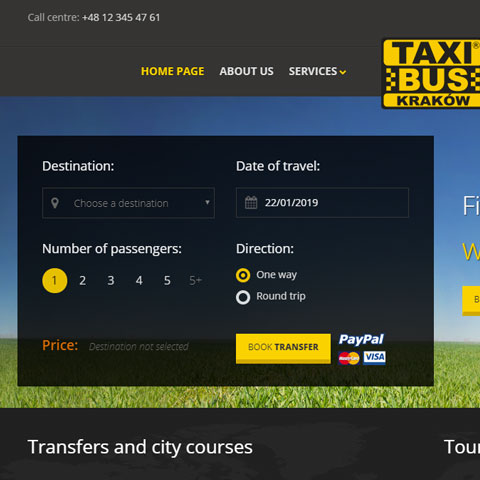 Call centre: +48 12 345 47 61
HOME PAGE ABOUT US SERVICES
TAXI®
BUS
KRAKÓW
Destination: Date of travel:
Choose a destination 22/01/2019
Number of passengers: Direction:
1 2 3 4 5 5+ One way
Round trip
Price: Destination not selected BOOK TRANSFER PayPal
MasterCard VISA
Fi
W
B
Transfers and city courses Tour